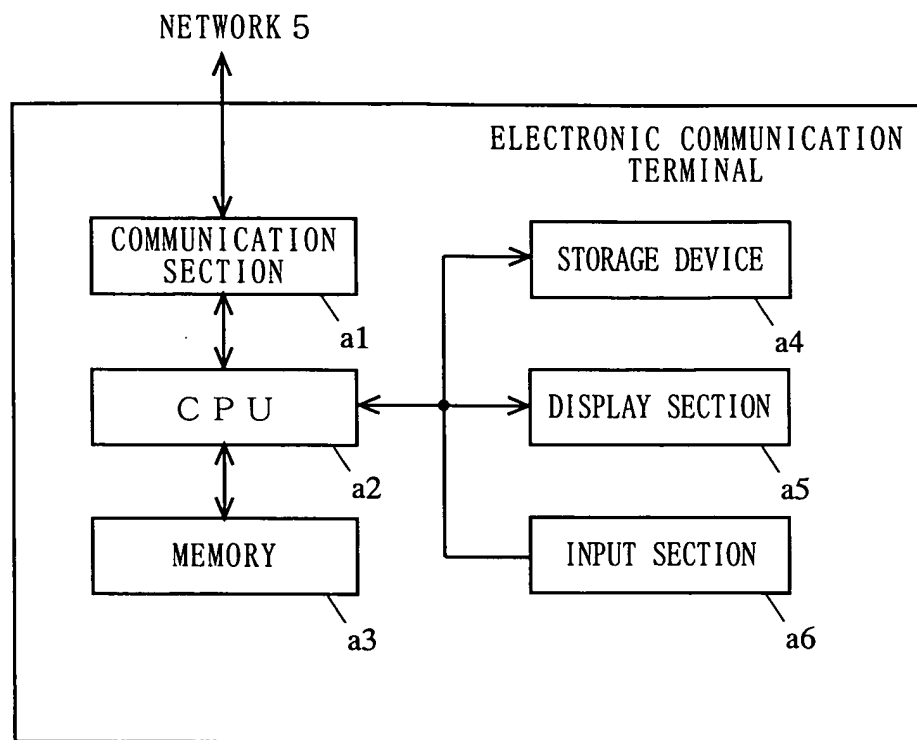 NETWORK 5
ELECTRONIC COMMUNICATION
TERMINAL
COMMUNICATION
SECTION
a1
CPU
a2
MEMORY
a3
STORAGE DEVICE
a4
DISPLAY SECTION
a5
INPUT SECTION
a6